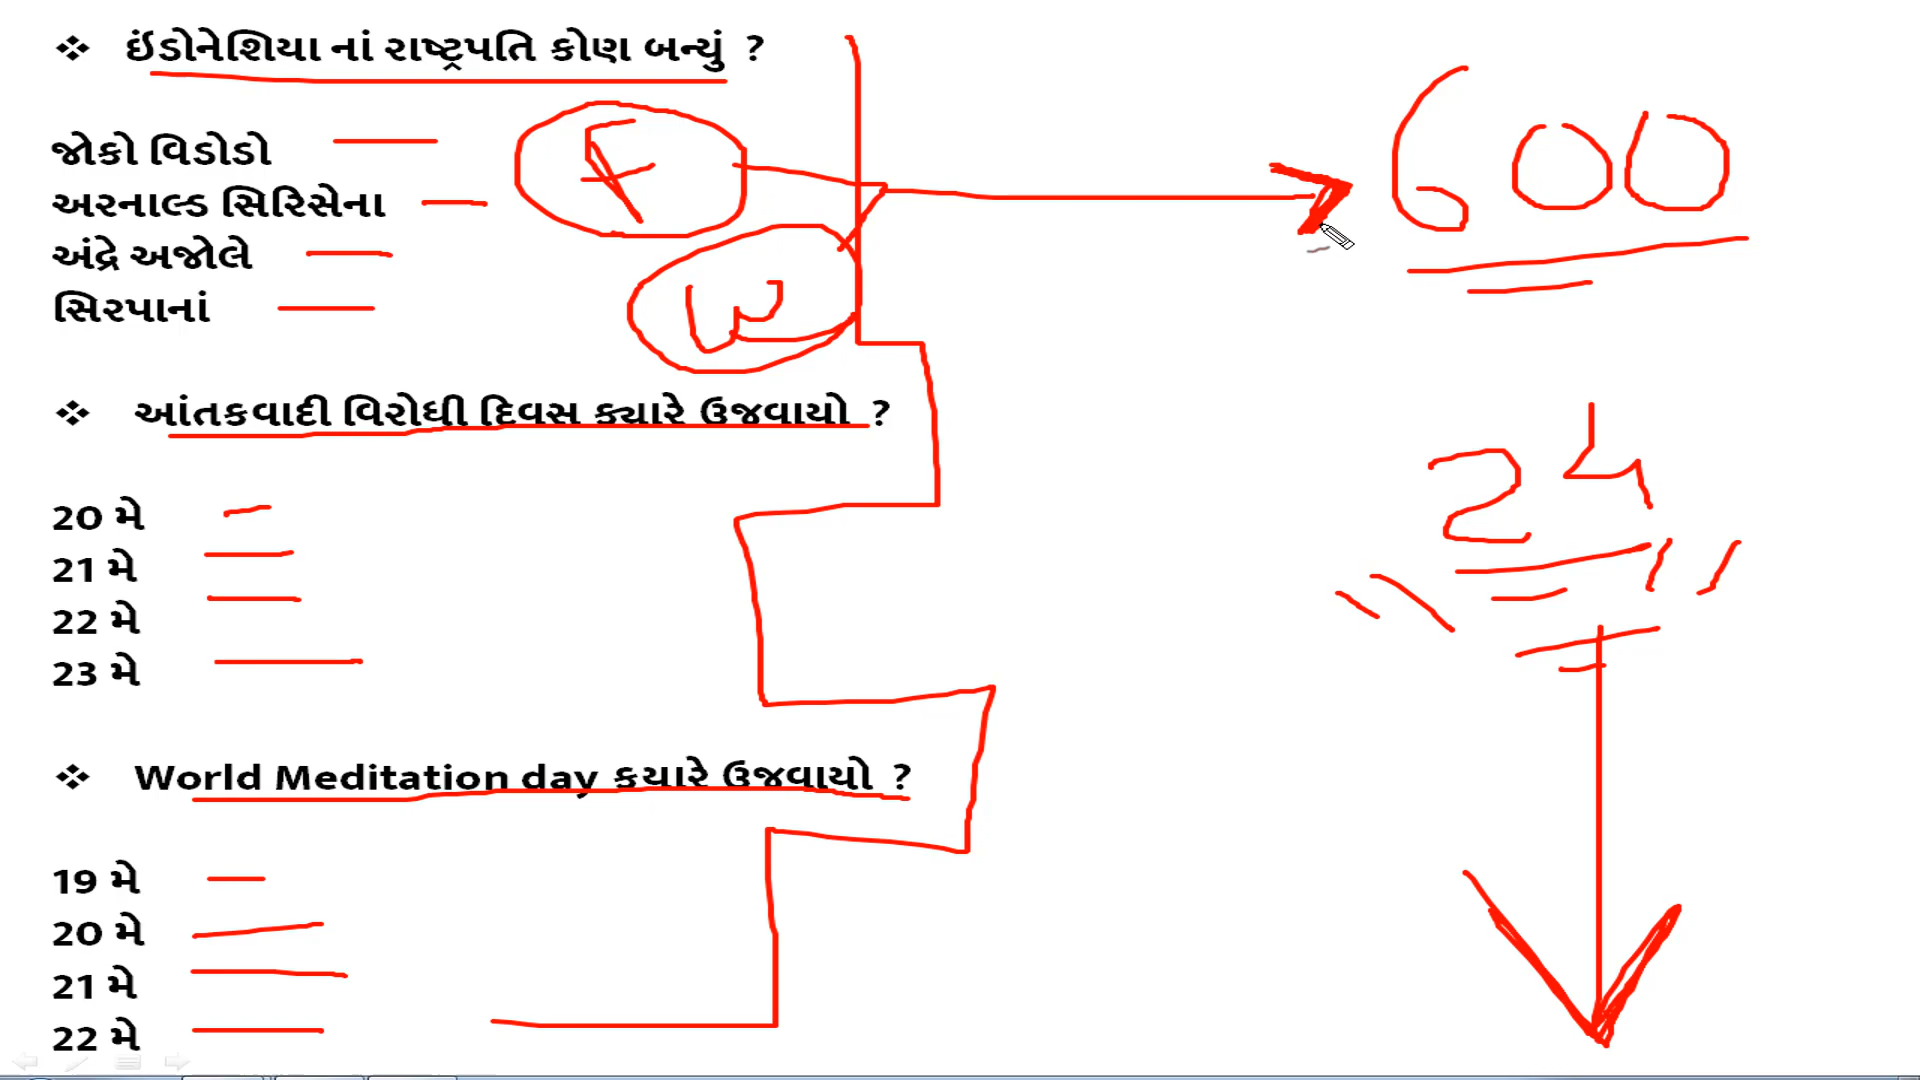 ❖ ઇંડોનેશિયા નાં રાષ્ટ્રપતિ કોણ બન્યું ?
જોકો વિડોડો
અરનાલ્ડ સિરિસેના
અંદ્રે અજોલે
સિરપાનાં
600
❖ આંતકવાદી વિરોધી દિવસ ક્યારે ઉજવાયો ?
20 મે
21 મે
22 મે
23 મે
24
❖ World Meditation day કયારે ઉજવાયો ?
19 મે
20 મે
21 મે
22 મે